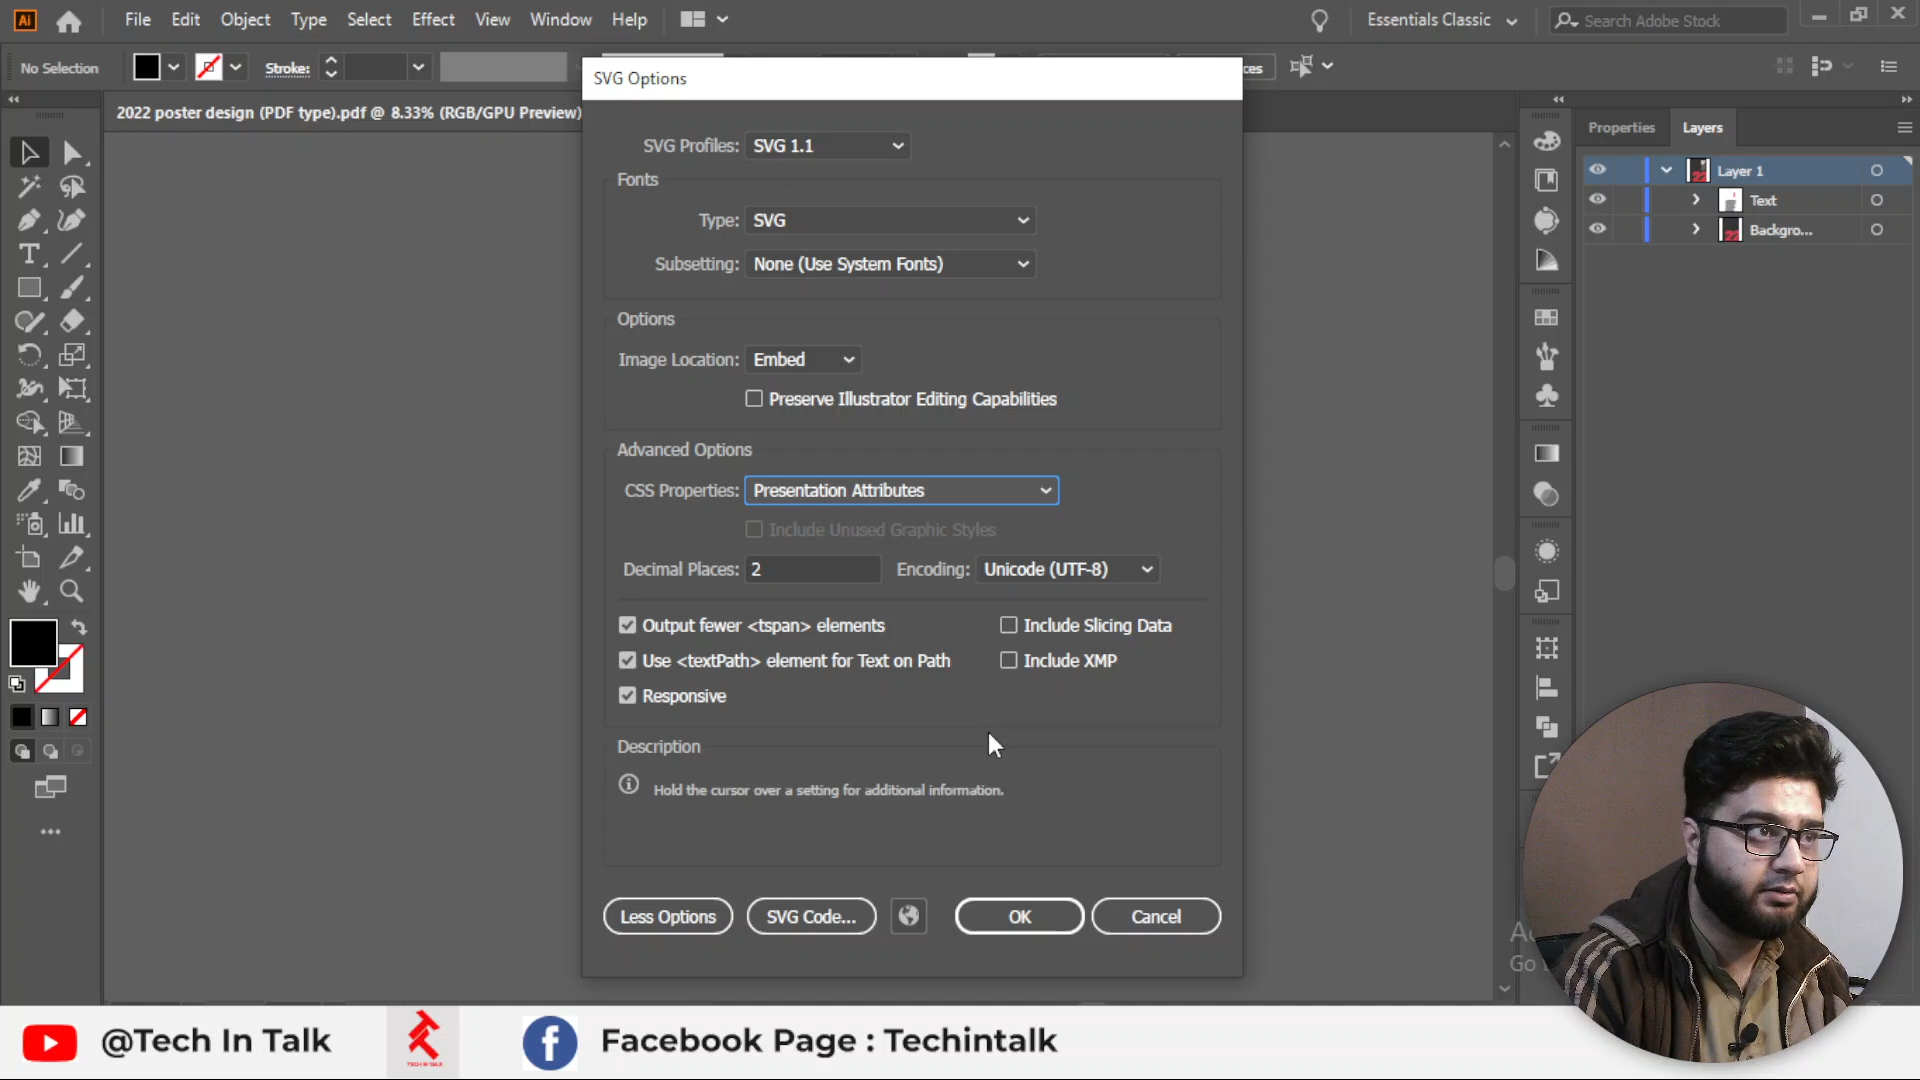 Ai File Edit Object Type Select Effect View Window Help Essentials Classic Search Adobe Stock
No Selection Stroke:
2022 poster design (PDF type).pdf @ 8.33% (RGB/GPU Preview)
SVG Options
SVG Profiles: SVG 1.1
Fonts
Type: SVG
Subsetting: None (Use System Fonts)
Options
Image Location: Embed
Preserve Illustrator Editing Capabilities
Advanced Options
CSS Properties: Presentation Attributes
Include Unused Graphic Styles
Decimal Places: 2 Encoding: Unicode (UTF-8)
Output fewer <tspan> elements Include Slicing Data
Use <textPath> element for Text on Path Include XMP
Responsive
Description
Hold the cursor over a setting for additional information.
Less Options SVG Code... OK Cancel
Properties Layers
Layer 1
Text
Backgro...
@Tech In Talk TECH IN TALK Facebook Page : Techintalk